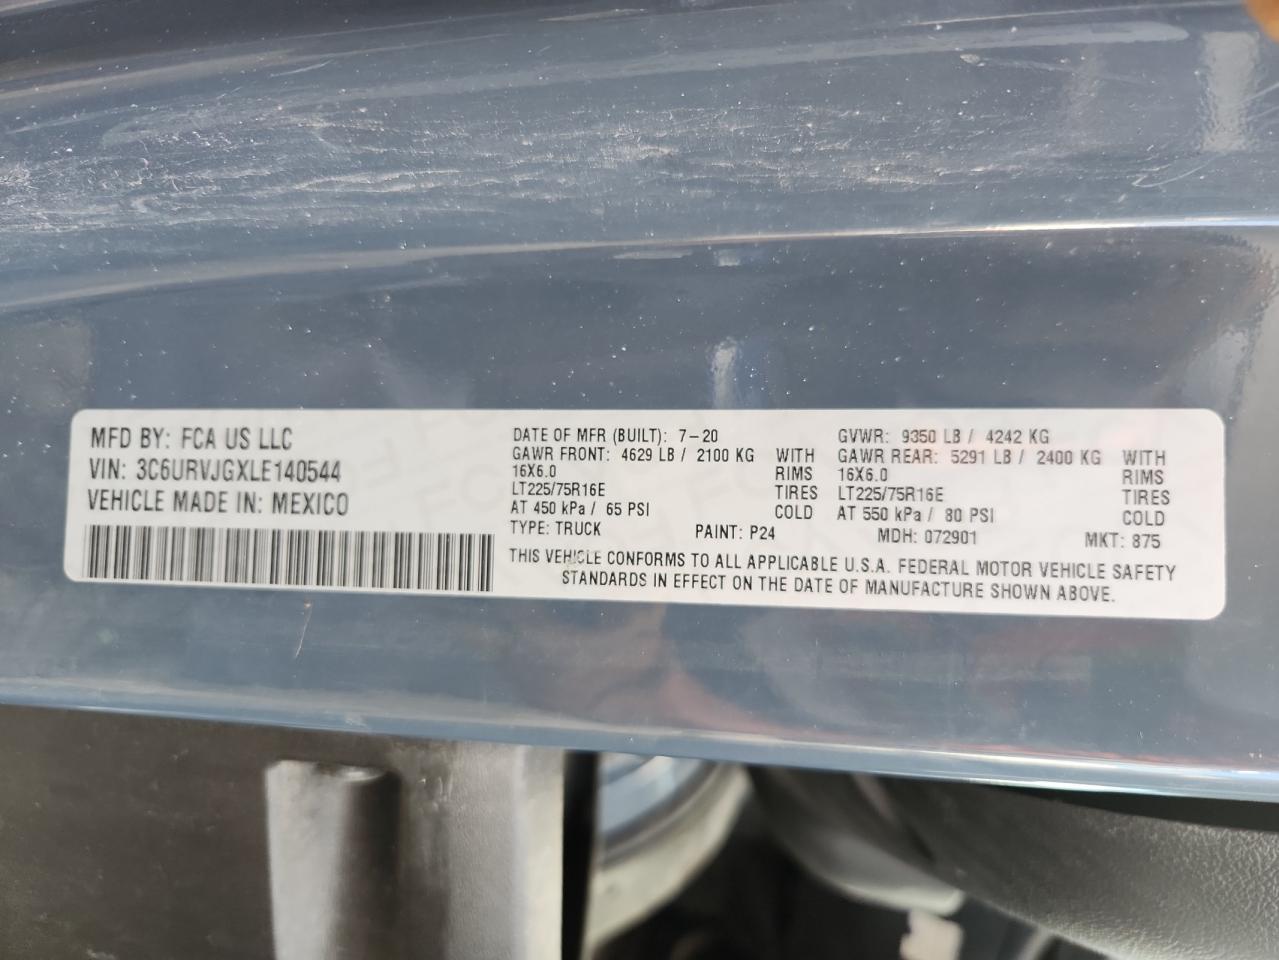 MFD BY: FCA US LLC
VIN: 3C6URVJGXLE140544
VEHICLE MADE IN: MEXICO
DATE OF MFR (BUILT): 7-20
GAWR FRONT: 4629 LB / 2100 KG WITH
16X6.0 RIMS
LT225/75R16E TIRES
AT 450 kPa / 65 PSI COLD
TYPE: TRUCK PAINT: P24
GVWR: 9350 LB / 4242 KG
GAWR REAR: 5291 LB / 2400 KG WITH
16X6.0 RIMS
LT225/75R16E TIRES
AT 550 kPa / 80 PSI COLD
MDH: 072901 MKT: 875
THIS VEHICLE CONFORMS TO ALL APPLICABLE U.S.A. FEDERAL MOTOR VEHICLE SAFETY
STANDARDS IN EFFECT ON THE DATE OF MANUFACTURE SHOWN ABOVE.